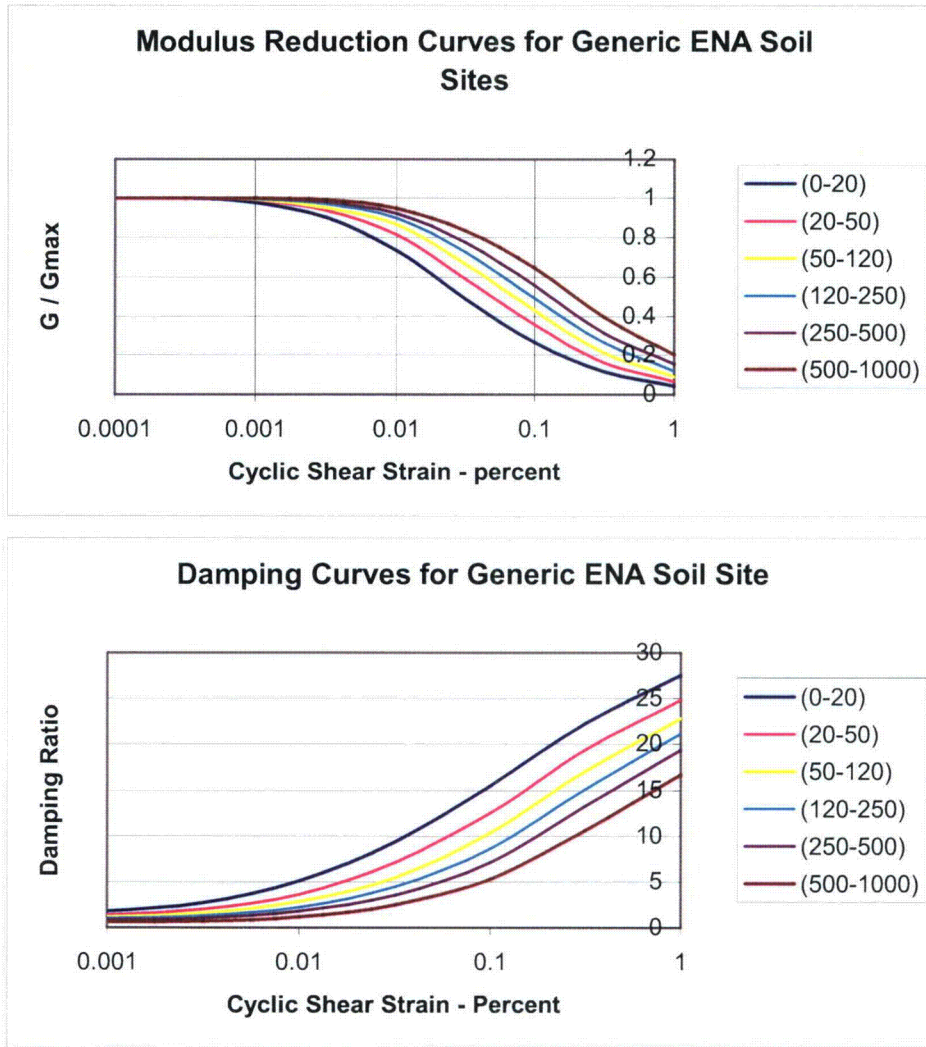 Modulus Reduction Curves for Generic ENA Soil
Sites
G / Gmax
1.2
1
0.8
0.6
0.4
0.2
0
0.0001 0.001 0.01 0.1 1
Cyclic Shear Strain - percent
(0-20)
(20-50)
(50-120)
(120-250)
(250-500)
(500-1000)
Damping Curves for Generic ENA Soil Site
Damping Ratio
30
25
20
15
10
5
0
0.001 0.01 0.1 1
Cyclic Shear Strain - Percent
(0-20)
(20-50)
(50-120)
(120-250)
(250-500)
(500-1000)